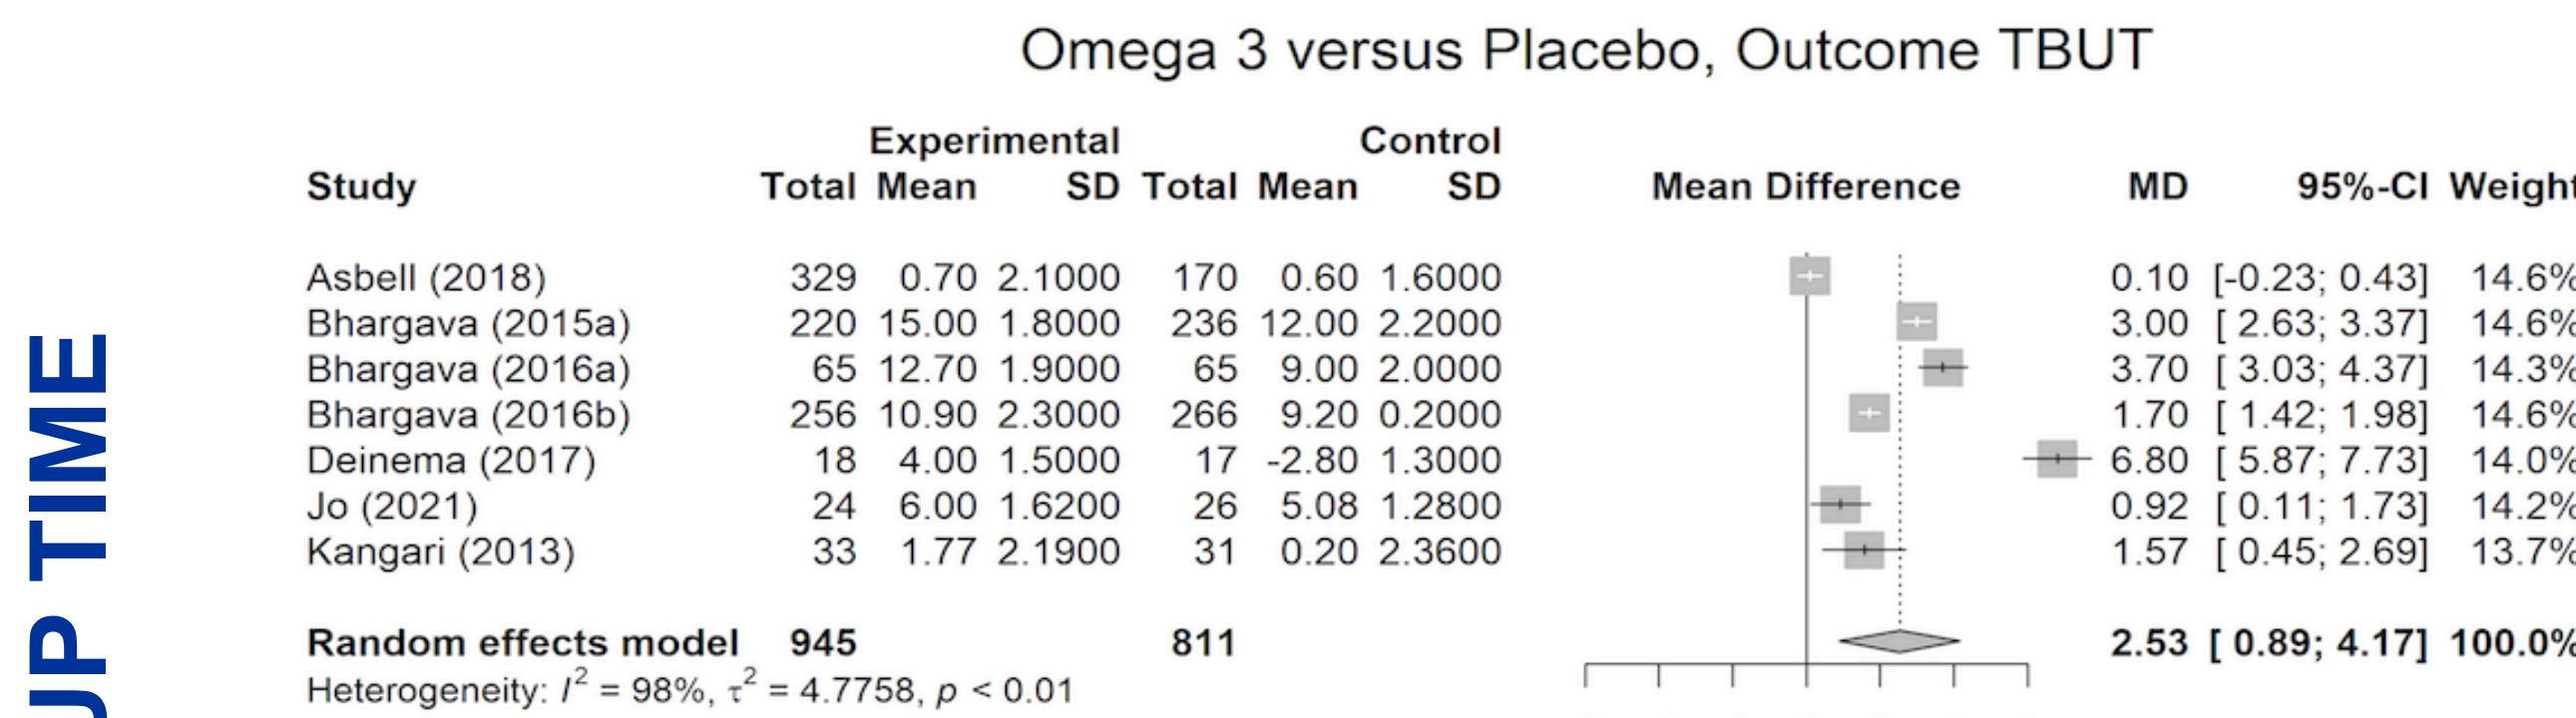 Omega 3 versus Placebo, Outcome TBUT
Experimental Control
Study Total Mean SD Total Mean SD Mean Difference MD 95%-CI Weight
Asbell (2018) 329 0.70 2.1000 170 0.60 1.6000 0.10 [-0.23; 0.43] 14.6%
Bhargava (2015a) 220 15.00 1.8000 236 12.00 2.2000 3.00 [ 2.63; 3.37] 14.6%
Bhargava (2016a) 65 12.70 1.9000 65 9.00 2.0000 3.70 [ 3.03; 4.37] 14.3%
Bhargava (2016b) 256 10.90 2.3000 266 9.20 0.2000 1.70 [ 1.42; 1.98] 14.6%
Deinema (2017) 18 4.00 1.5000 17 -2.80 1.3000 6.80 [ 5.87; 7.73] 14.0%
Jo (2021) 24 6.00 1.6200 26 5.08 1.2800 0.92 [ 0.11; 1.73] 14.2%
Kangari (2013) 33 1.77 2.1900 31 0.20 2.3600 1.57 [ 0.45; 2.69] 13.7%
Random effects model 945 811 2.53 [ 0.89; 4.17] 100.0%
Heterogeneity: I² = 98%, τ² = 4.7758, p < 0.01
UP TIME